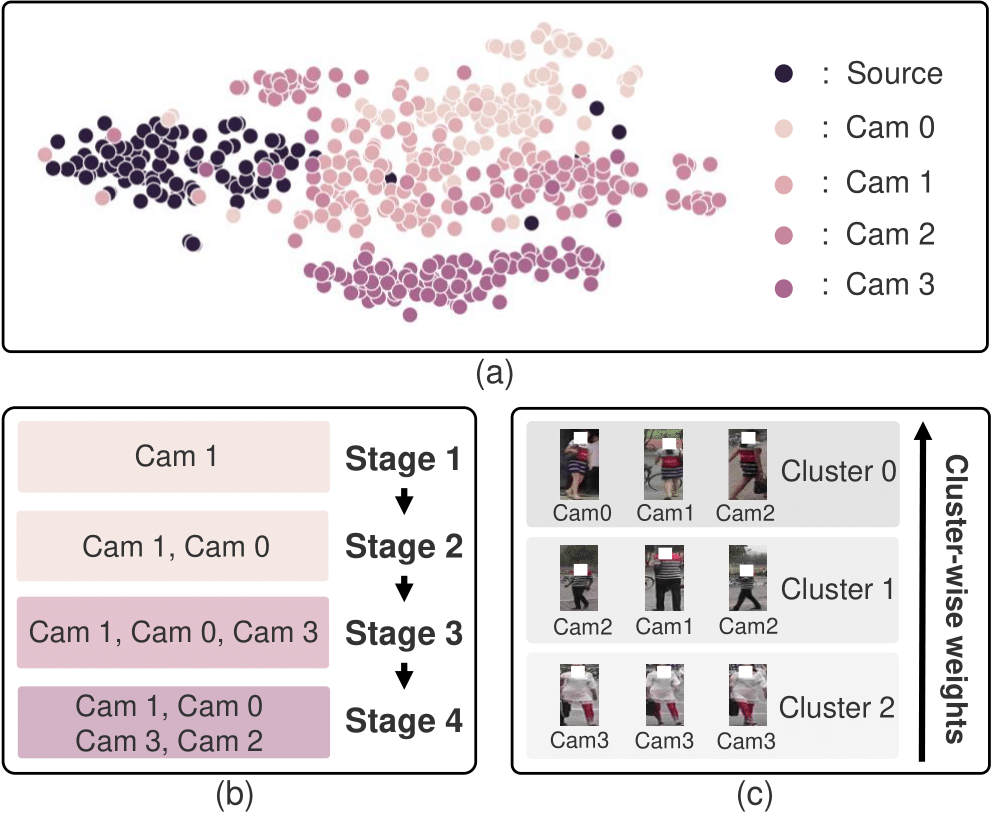 : Source
: Cam 0
: Cam 1
: Cam 2
: Cam 3
(a)
Cam 1
Stage 1
Cam 1, Cam 0
Stage 2
Cam 1, Cam 0, Cam 3
Stage 3
Cam 1, Cam 0
Cam 3, Cam 2
Stage 4
(b)
Cluster 0
Cam0 Cam1 Cam2
Cluster 1
Cam2 Cam1 Cam2
Cluster 2
Cam3 Cam3 Cam3
Cluster-wise weights
(c)